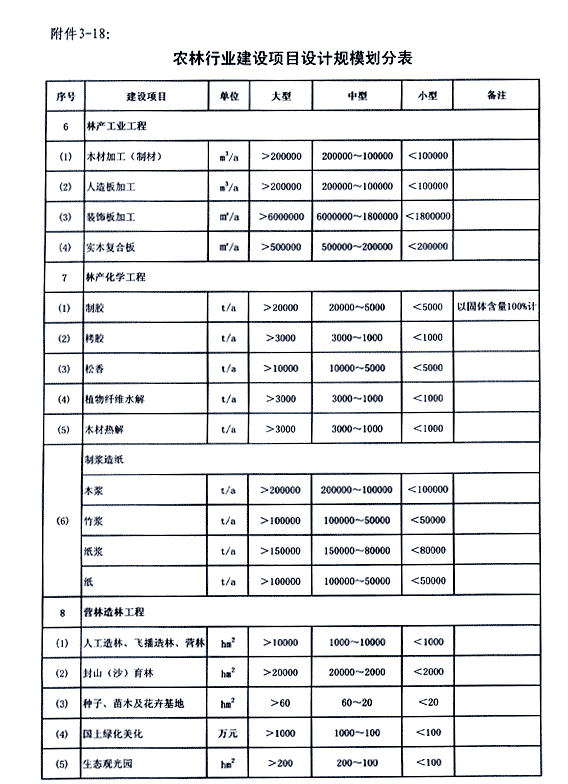 附件3-18:
农林行业建设项目设计规模划分表
序号 建设项目 单位 大型 中型 小型 备注
6 林产工业工程
(1) 木材加工（制材） m³/a >200000 200000～100000 <100000
(2) 人造板加工 m³/a >200000 200000～100000 <100000
(3) 装饰板加工 m²/a >6000000 6000000～1800000 <1800000
(4) 实木复合板 m²/a >500000 500000～200000 <200000
7 林产化学工程
(1) 制胶 t/a >20000 20000～5000 <5000 以固体含量100%计
(2) 栲胶 t/a >3000 3000～1000 <1000
(3) 松香 t/a >10000 10000～5000 <5000
(4) 植物纤维水解 t/a >3000 3000～1000 <1000
(5) 木材热解 t/a >3000 3000～1000 <1000
制浆造纸
木浆 t/a >200000 200000～100000 <100000
(6) 竹浆 t/a >100000 100000～50000 <50000
纸浆 t/a >150000 150000～80000 <80000
纸 t/a >100000 100000～50000 <50000
8 营林造林工程
(1) 人工造林、飞播造林、营林 hm² >10000 1000～10000 <1000
(2) 封山（沙）育林 hm² >20000 20000～2000 <2000
(3) 种子、苗木及花卉基地 hm² >60 60～20 <20
(4) 国土绿化美化 万元 >1000 1000～100 <100
(5) 生态观光园 hm² >200 200～100 <100